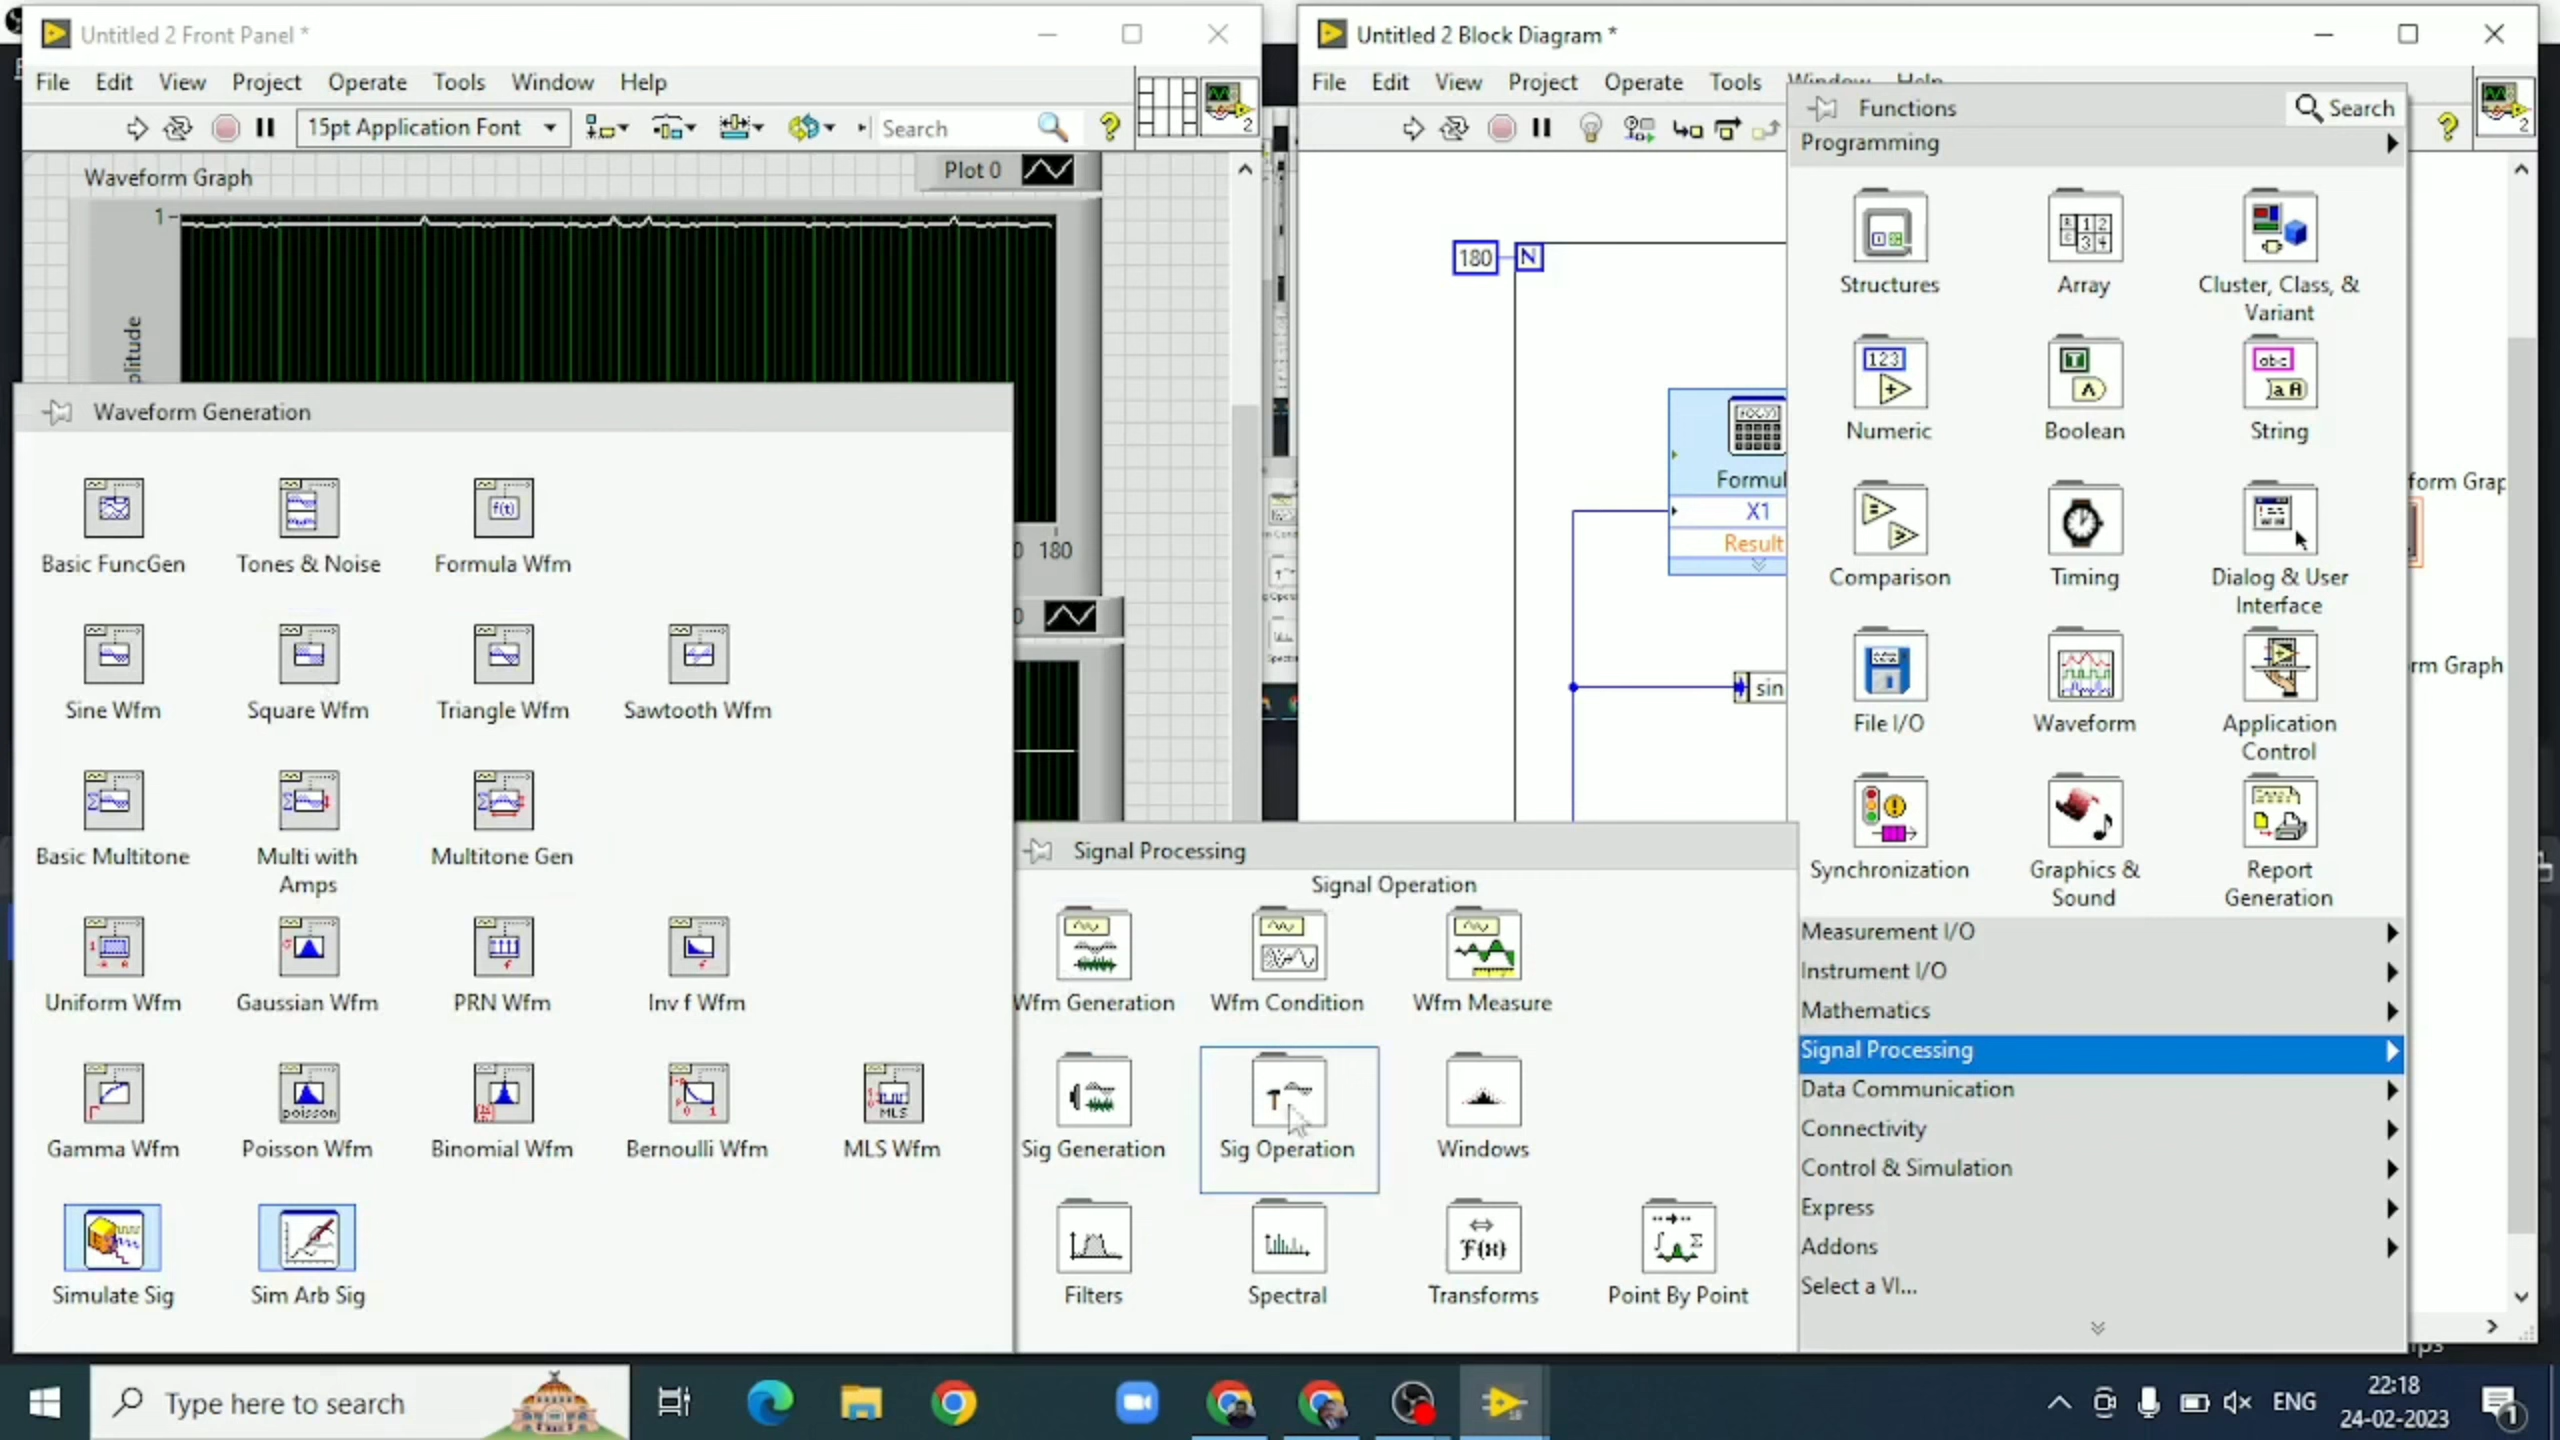 Untitled 2 Front Panel *
File Edit View Project Operate Tools Window Help
15pt Application Font
Search
2
Waveform Graph
Plot 0
1
180
Waveform Generation
Basic FuncGen
Tones & Noise
Formula Wfm
Sine Wfm
Square Wfm
Triangle Wfm
Sawtooth Wfm
Basic Multitone
Multi with
Amps
Multitone Gen
Uniform Wfm
Gaussian Wfm
PRN Wfm
Inv f Wfm
Gamma Wfm
Poisson Wfm
Binomial Wfm
Bernoulli Wfm
MLS Wfm
Simulate Sig
Sim Arb Sig
Untitled 2 Block Diagram *
File Edit View Project Operate Tools Window Help
2
180
N
Formul
X1
Result
sin
form Grap
rm Graph
Signal Processing
Signal Operation
Wfm Generation
Wfm Condition
Wfm Measure
Sig Generation
Sig Operation
Windows
Filters
Spectral
Transforms
Point By Point
Functions
Search
Programming
Structures
Array
Cluster, Class, &
Variant
Numeric
Boolean
String
Comparison
Timing
Dialog & User
Interface
File I/O
Waveform
Application
Control
Synchronization
Graphics &
Sound
Report
Generation
Measurement I/O
Instrument I/O
Mathematics
Signal Processing
Data Communication
Connectivity
Control & Simulation
Express
Addons
Select a VI...
Type here to search
ENG
22:18
24-02-2023
1